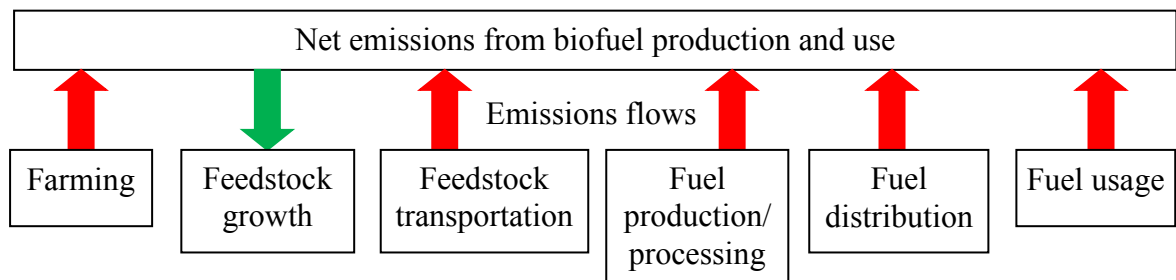 Net emissions from biofuel production and use
Emissions flows
Farming
Feedstock
growth
Feedstock
transportation
Fuel
production/
processing
Fuel
distribution
Fuel usage